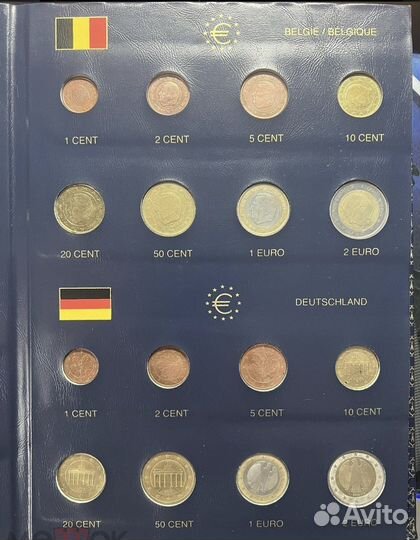 € BELGIE / BELGIQUE
1 CENT 2 CENT 5 CENT 10 CENT
20 CENT 50 CENT 1 EURO 2 EURO
€ DEUTSCHLAND
1 CENT 2 CENT 5 CENT 10 CENT
20 CENT 50 CENT 1 EURO EURO
Avito